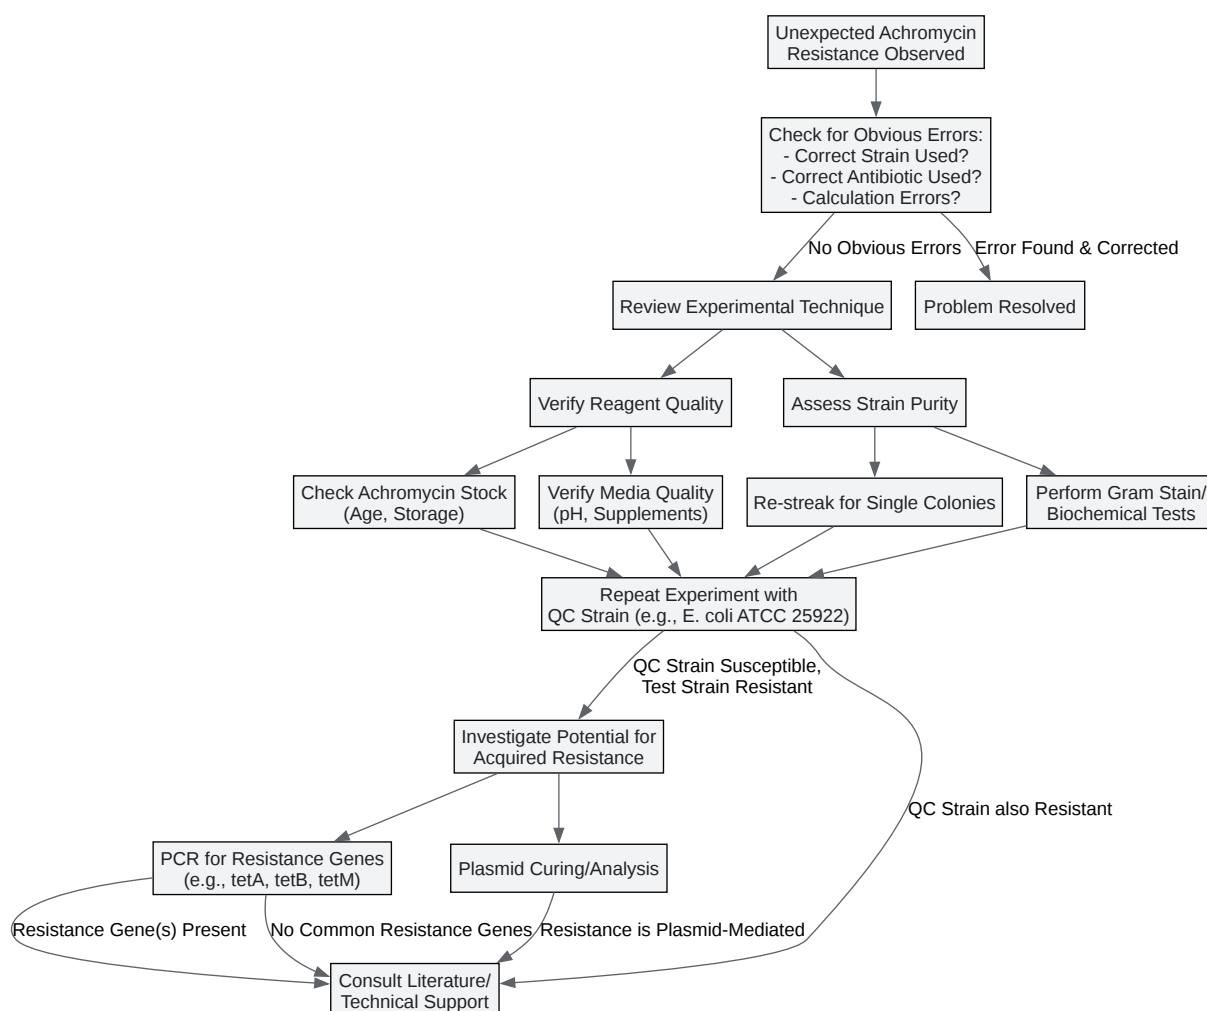 Unexpected Achromycin
Resistance Observed
Check for Obvious Errors:
- Correct Strain Used?
- Correct Antibiotic Used?
- Calculation Errors?
No Obvious Errors
Error Found & Corrected
Review Experimental Technique
Problem Resolved
Verify Reagent Quality
Assess Strain Purity
Check Achromycin Stock
(Age, Storage)
Verify Media Quality
(pH, Supplements)
Re-streak for Single Colonies
Perform Gram Stain/
Biochemical Tests
Repeat Experiment with
QC Strain (e.g., E. coli ATCC 25922)
QC Strain Susceptible,
Test Strain Resistant
Investigate Potential for
Acquired Resistance
QC Strain also Resistant
PCR for Resistance Genes
(e.g., tetA, tetB, tetM)
Plasmid Curing/Analysis
Resistance Gene(s) Present
No Common Resistance Genes
Resistance is Plasmid-Mediated
Consult Literature/
Technical Support